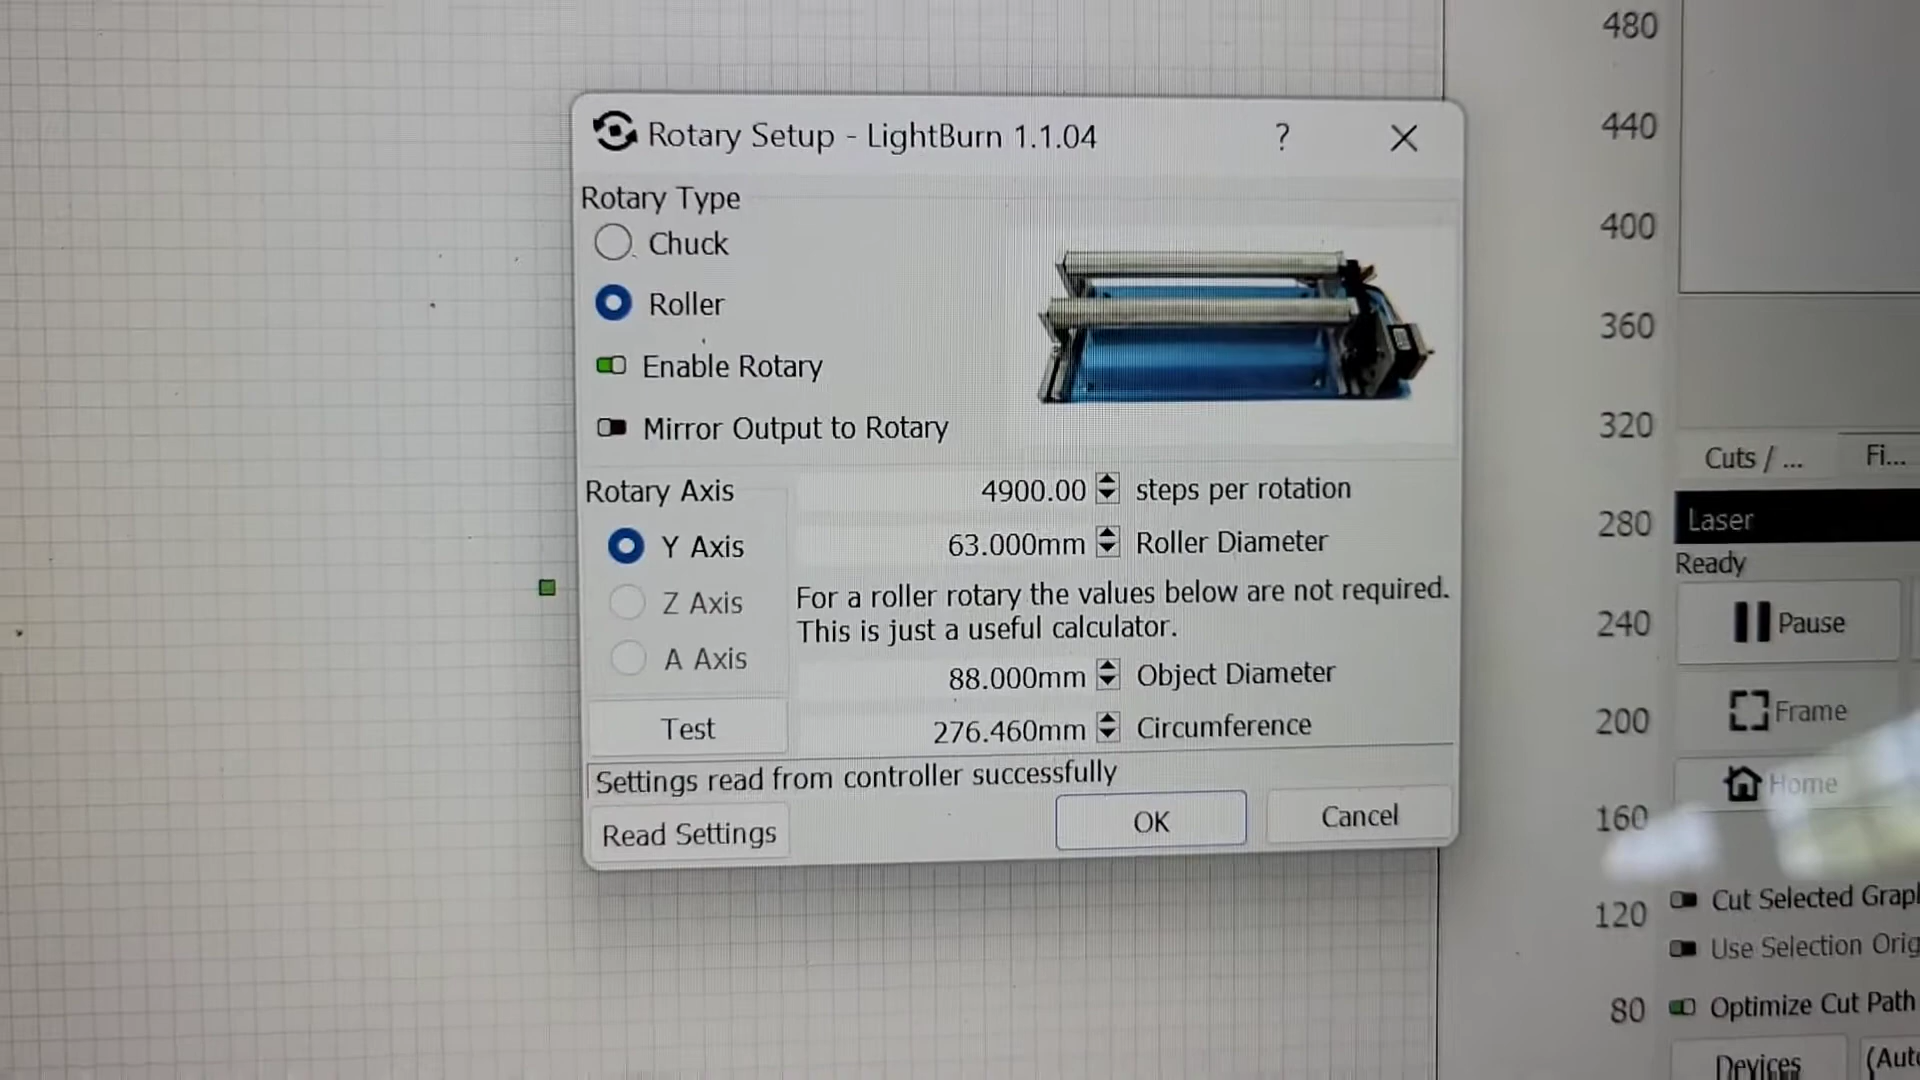 Rotary Setup - LightBurn 1.1.04
?
Rotary Type
Chuck
Roller
Enable Rotary
Mirror Output to Rotary
Rotary Axis
Y Axis
Z Axis
A Axis
Test
4900.00 steps per rotation
63.000mm Roller Diameter
For a roller rotary the values below are not required.
This is just a useful calculator.
88.000mm Object Diameter
276.460mm Circumference
Settings read from controller successfully
Read Settings
OK
Cancel
480
440
400
360
320
280
240
200
160
120
80
Cuts / ...
Fi...
Laser
Ready
Pause
Frame
Home
Cut Selected Grap
Use Selection Orig
Optimize Cut Path
Devices
(Auto